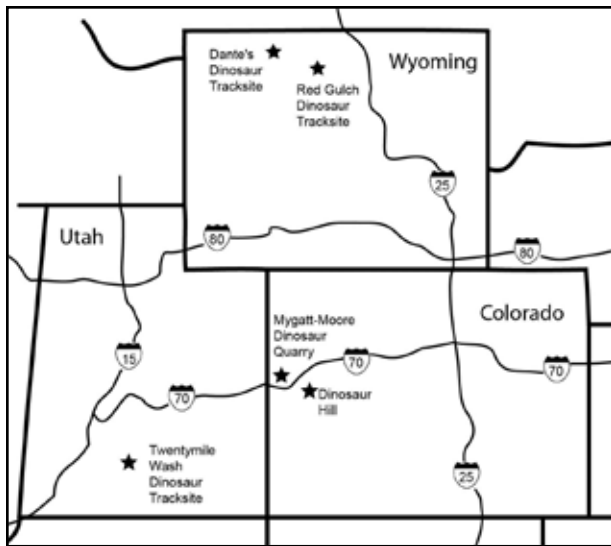 Dante's
Dinosaur
Tracksite
Wyoming
Red Gulch
Dinosaur
Tracksite
25
80
80
Utah
Mygatt-Moore
Dinosaur
Quarry
Colorado
15
70
70
70
Dinosaur
Hill
Twentymile
Wash
Dinosaur
Tracksite
25